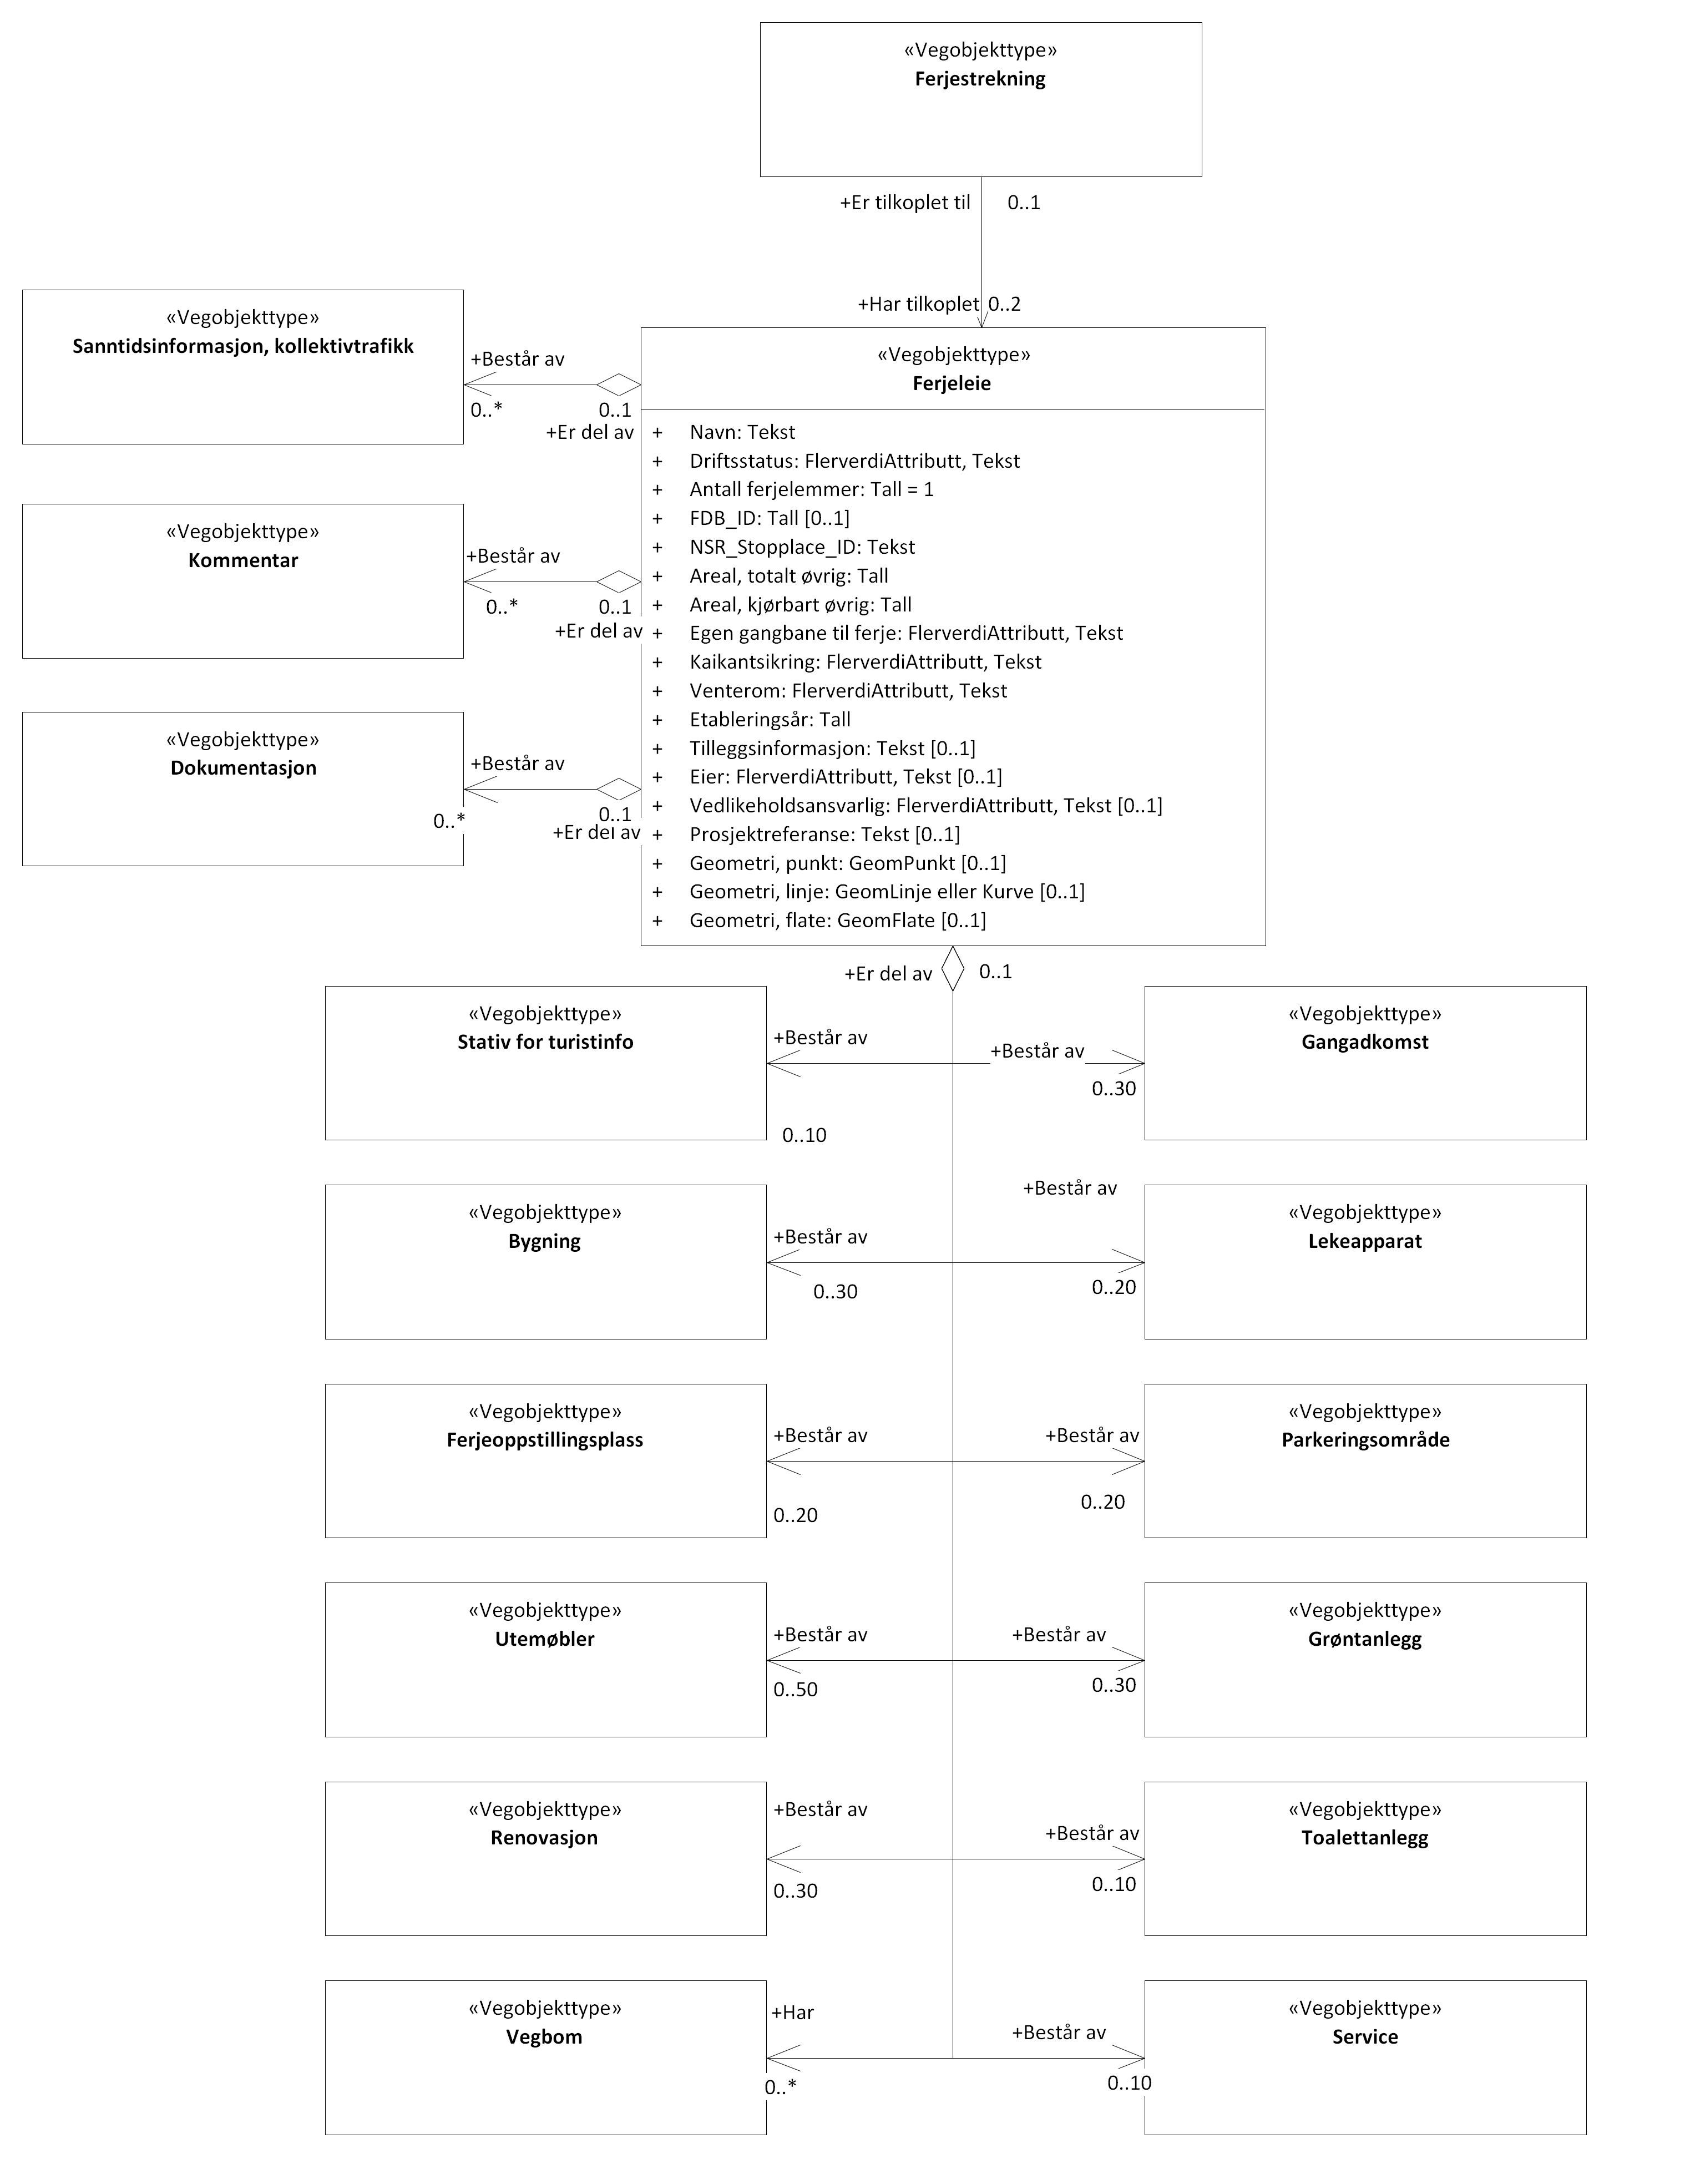 «Vegobjekttype»
Ferjestrekning
+Er tilkoplet til 0..1
+Har tilkoplet 0..2
«Vegobjekttype»
Sanntidsinformasjon, kollektivtrafikk
+Består av
0..*
0..1
+Er del av
«Vegobjekttype»
Kommentar
+Består av
0..*
0..1
+Er del av
«Vegobjekttype»
Dokumentasjon
+Består av
0..*
0..1
+Er del av
«Vegobjekttype»
Ferjeleie
+ Navn: Tekst
+ Driftsstatus: FlerverdiAttributt, Tekst
+ Antall ferjelemmer: Tall = 1
+ FDB_ID: Tall [0..1]
+ NSR_Stopplace_ID: Tekst
+ Areal, totalt øvrig: Tall
+ Areal, kjørbart øvrig: Tall
+ Egen gangbane til ferje: FlerverdiAttributt, Tekst
+ Kaikantsikring: FlerverdiAttributt, Tekst
+ Venterom: FlerverdiAttributt, Tekst
+ Etableringsår: Tall
+ Tilleggsinformasjon: Tekst [0..1]
+ Eier: FlerverdiAttributt, Tekst [0..1]
+ Vedlikeholdsansvarlig: FlerverdiAttributt, Tekst [0..1]
+ Prosjektreferanse: Tekst [0..1]
+ Geometri, punkt: GeomPunkt [0..1]
+ Geometri, linje: GeomLinje eller Kurve [0..1]
+ Geometri, flate: GeomFlate [0..1]
+Er del av 0..1
«Vegobjekttype»
Stativ for turistinfo
+Består av
0..10
«Vegobjekttype»
Gangadkomst
+Består av
0..30
«Vegobjekttype»
Bygning
+Består av
0..30
«Vegobjekttype»
Lekeapparat
+Består av
0..20
«Vegobjekttype»
Ferjeoppstillingsplass
+Består av
0..20
«Vegobjekttype»
Parkeringsområde
+Består av
0..20
«Vegobjekttype»
Utemøbler
+Består av
0..50
«Vegobjekttype»
Grøntanlegg
+Består av
0..30
«Vegobjekttype»
Renovasjon
+Består av
0..30
«Vegobjekttype»
Toalettanlegg
+Består av
0..10
«Vegobjekttype»
Vegbom
+Har
0..*
«Vegobjekttype»
Service
+Består av
0..10